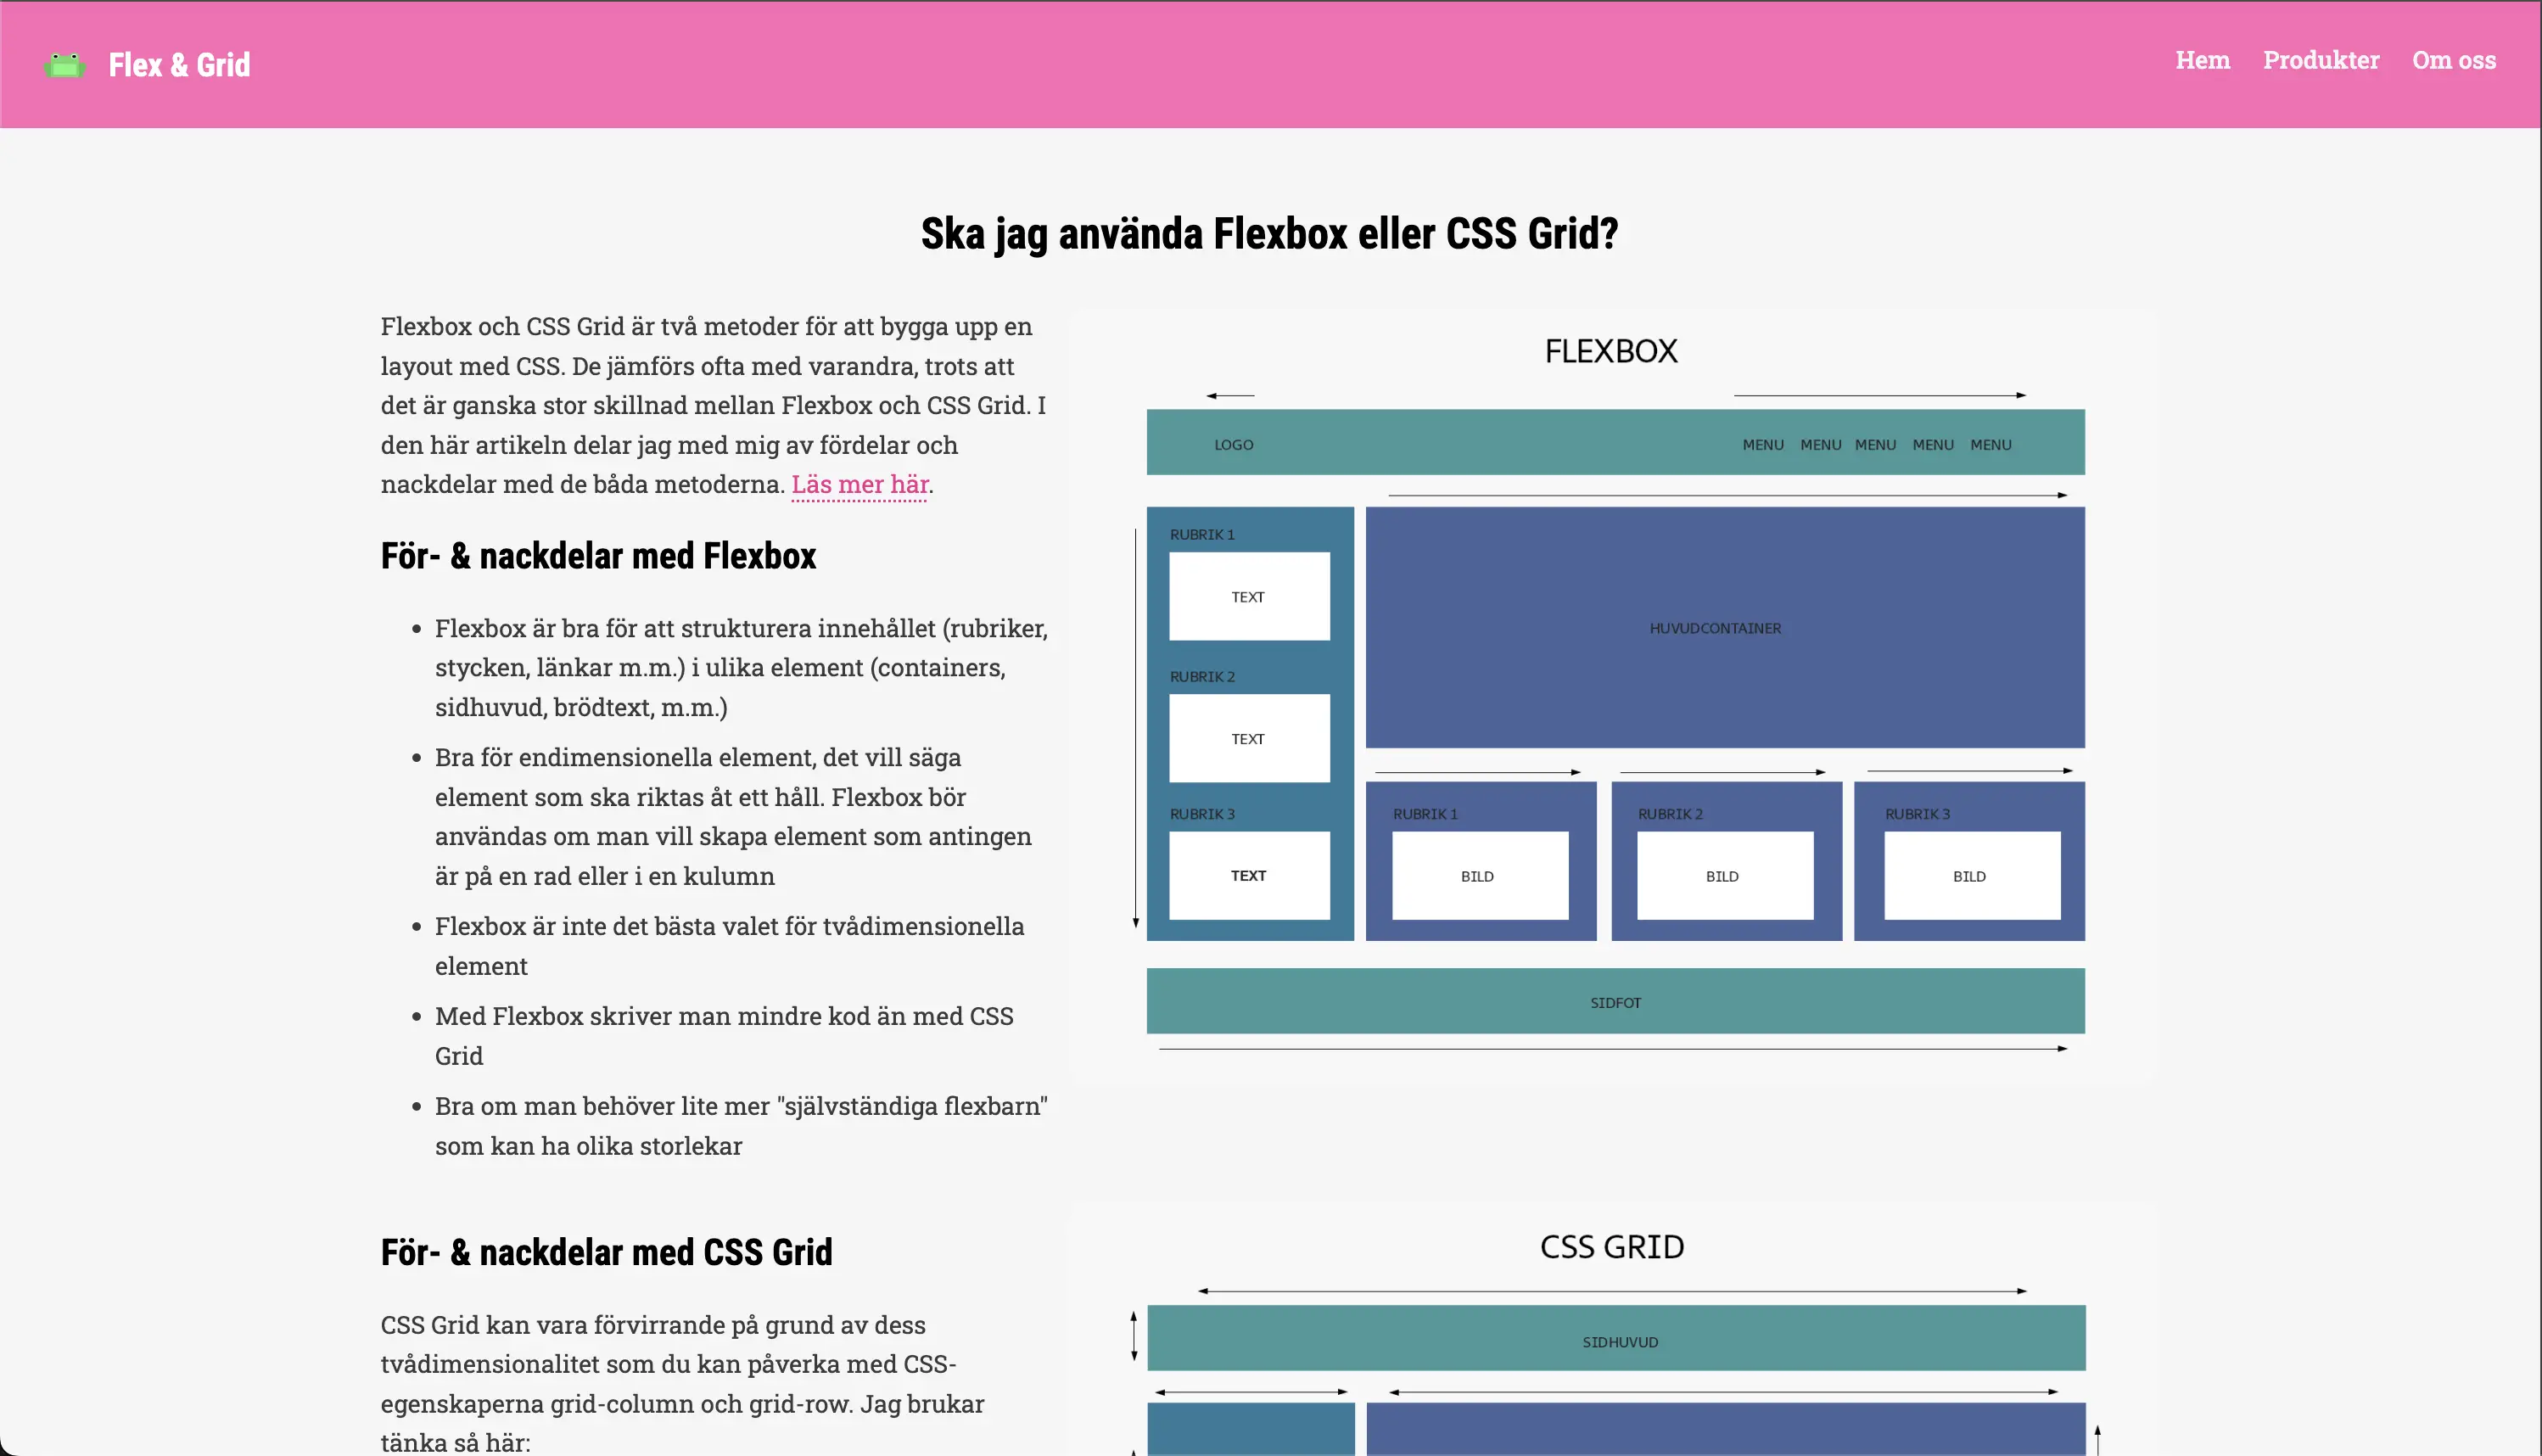 Flex & Grid
Hem Produkter Om oss
Ska jag använda Flexbox eller CSS Grid?
Flexbox och CSS Grid är två metoder för att bygga upp en
layout med CSS. De jämförs ofta med varandra, trots att
det är ganska stor skillnad mellan Flexbox och CSS Grid. I
den här artikeln delar jag med mig av fördelar och
nackdelar med de båda metoderna. Läs mer här.
För- & nackdelar med Flexbox
• Flexbox är bra för att strukturera innehållet (rubriker,
stycken, länkar m.m.) i ulika element (containers,
sidhuvud, brödtext, m.m.)
• Bra för endimensionella element, det vill säga
element som ska riktas åt ett håll. Flexbox bör
användas om man vill skapa element som antingen
är på en rad eller i en kulumn
• Flexbox är inte det bästa valet för tvådimensionella
element
• Med Flexbox skriver man mindre kod än med CSS
Grid
• Bra om man behöver lite mer "självständiga flexbarn"
som kan ha olika storlekar
FLEXBOX
LOGO MENU MENU MENU MENU MENU
RUBRIK 1
TEXT
RUBRIK 2
TEXT
RUBRIK 3
TEXT
HUVUDCONTAINER
RUBRIK 1 RUBRIK 2 RUBRIK 3
BILD BILD BILD
SIDFOT
För- & nackdelar med CSS Grid
CSS Grid kan vara förvirrande på grund av dess
tvådimensionalitet som du kan påverka med CSS-
egenskaperna grid-column och grid-row. Jag brukar
tänka så här:
CSS GRID
SIDHUVUD